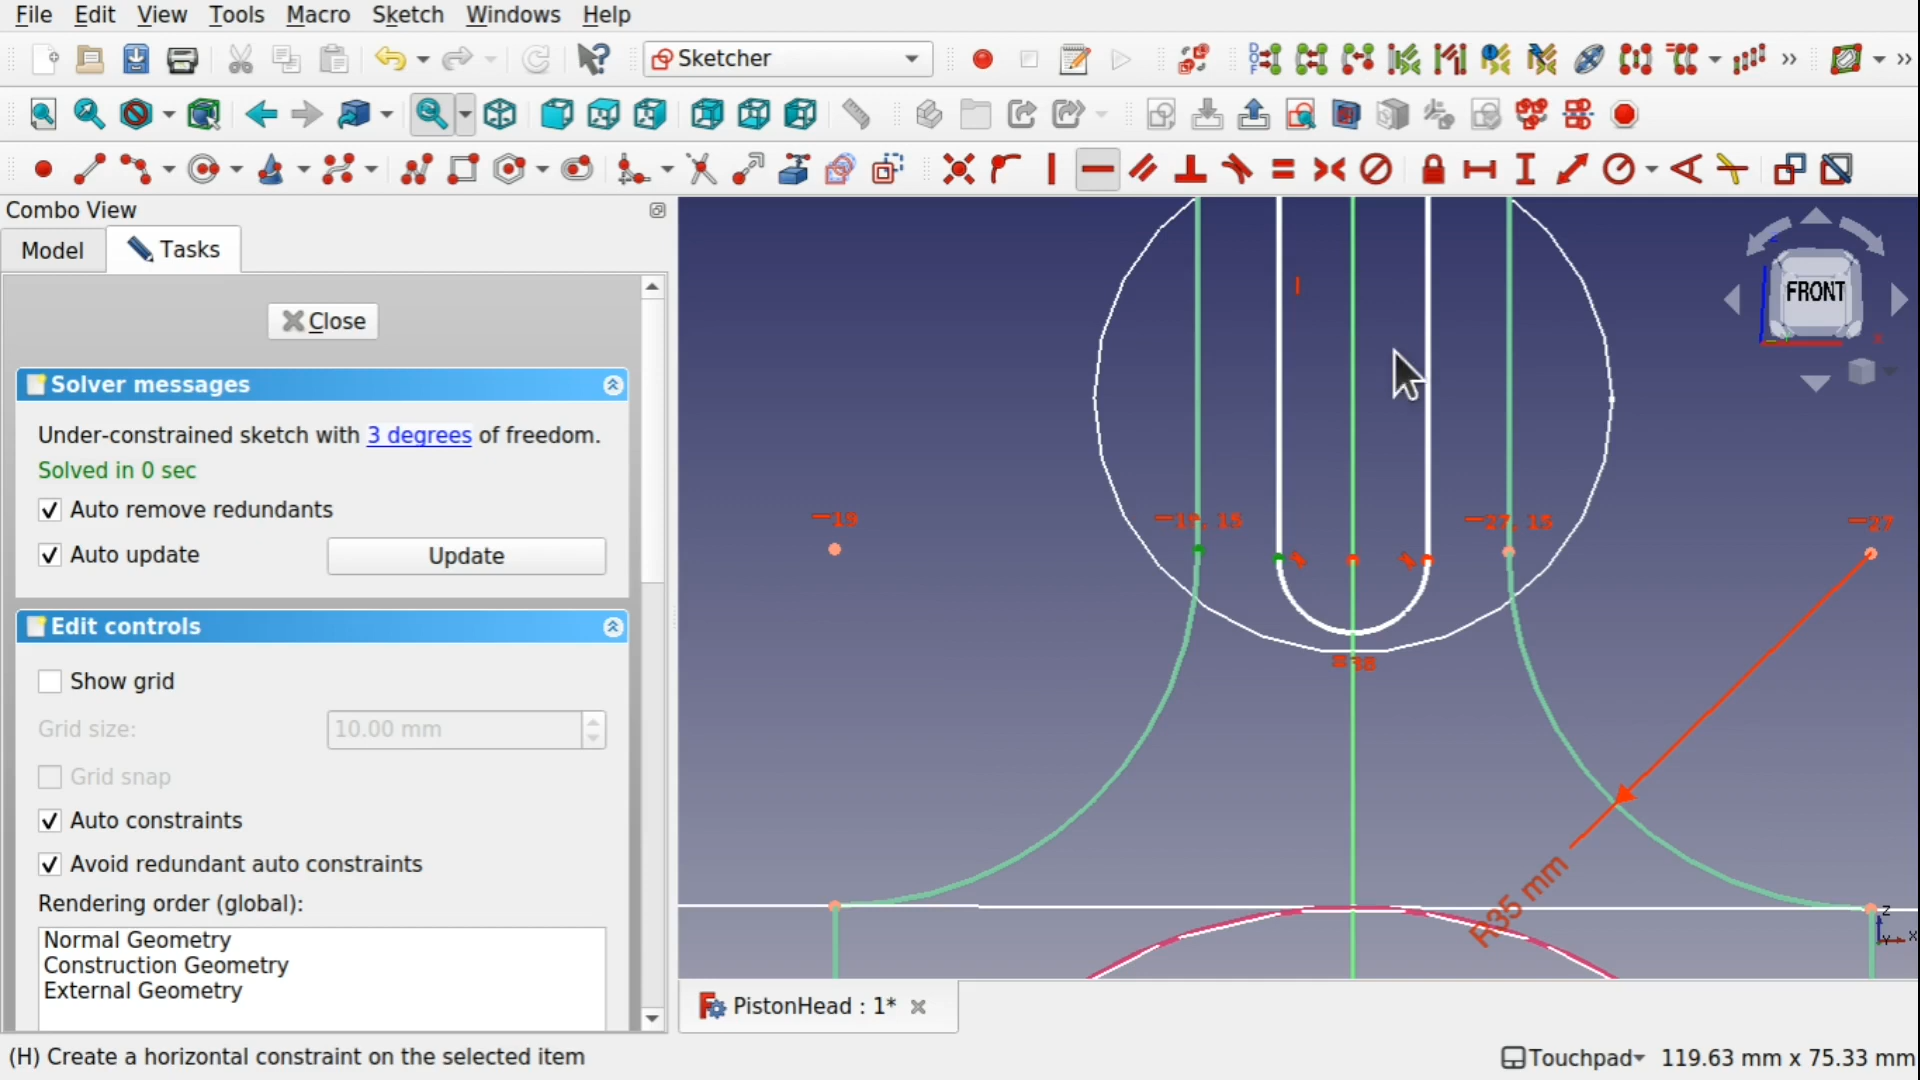 File Edit View Tools Macro Sketch Windows Help
Sketcher
Combo View
Model Tasks
Close
Solver messages
Under-constrained sketch with 3 degrees of freedom.
Solved in 0 sec
Auto remove redundants
Auto update Update
Edit controls
Show grid
Grid size: 10.00 mm
Grid snap
Auto constraints
Avoid redundant auto constraints
Rendering order (global):
Normal Geometry
Construction Geometry
External Geometry
FRONT
R35 mm
PistonHead : 1*
(H) Create a horizontal constraint on the selected item
Touchpad 119.63 mm x 75.33 mm